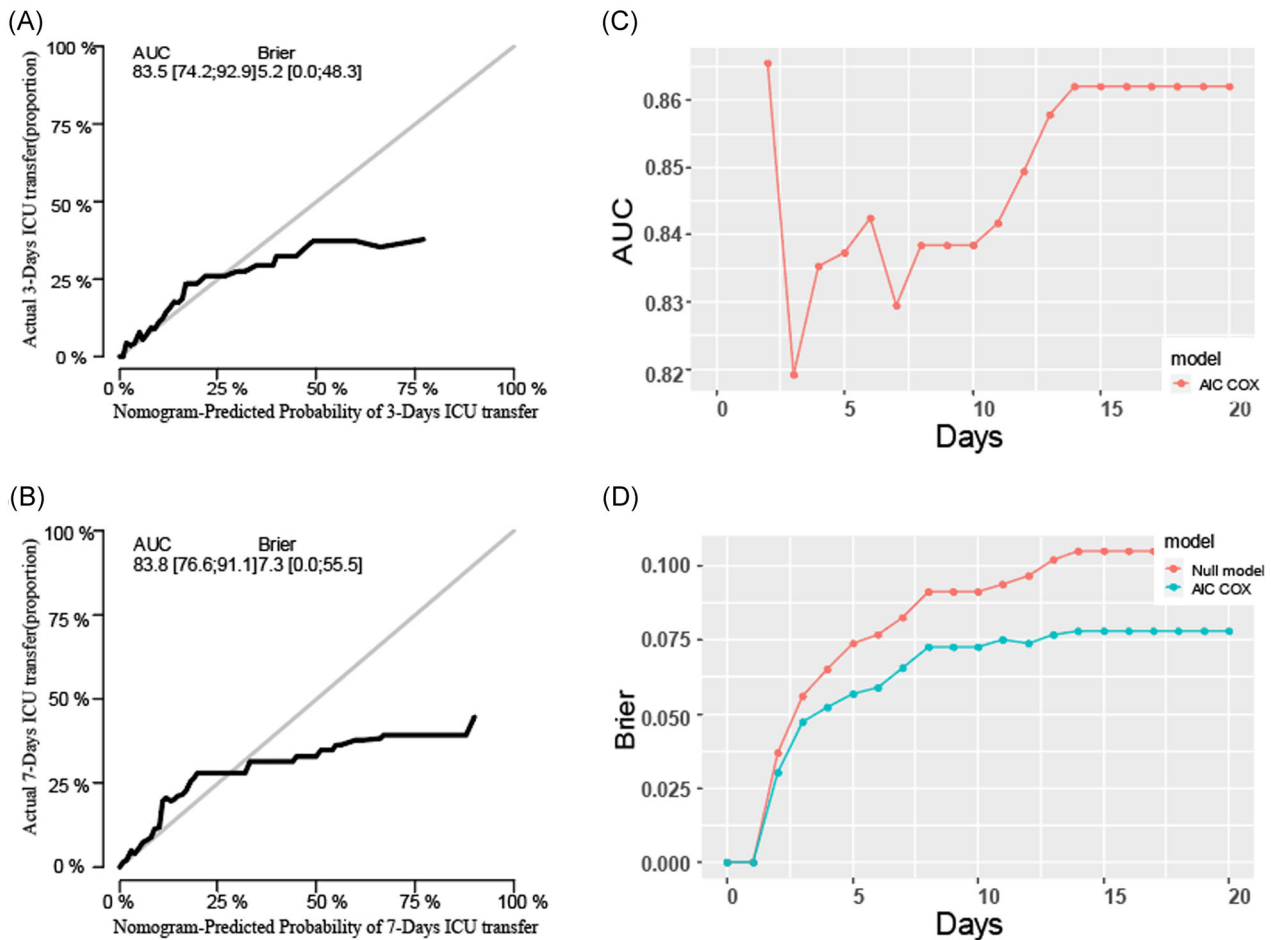 (A)
100 %
75 %
50 %
25 %
0 %
Actual 3-Days ICU transfer(proportion)
AUC Brier
83.5 [74.2;92.9] 5.2 [0.0;48.3]
0 % 25 % 50 % 75 % 100 %
Nomogram-Predicted Probability of 3-Days ICU transfer
(C)
0.86
0.85
0.84
0.83
0.82
AUC
model
AIC COX
0 5 10 15 20
Days
(B)
100 %
75 %
50 %
25 %
0 %
Actual 7-Days ICU transfer(proportion)
AUC Brier
83.8 [76.6;91.1] 7.3 [0.0;55.5]
0 % 25 % 50 % 75 % 100 %
Nomogram-Predicted Probability of 7-Days ICU transfer
(D)
0.100
0.075
0.050
0.025
0.000
Brier
model
Null model
AIC COX
0 5 10 15 20
Days